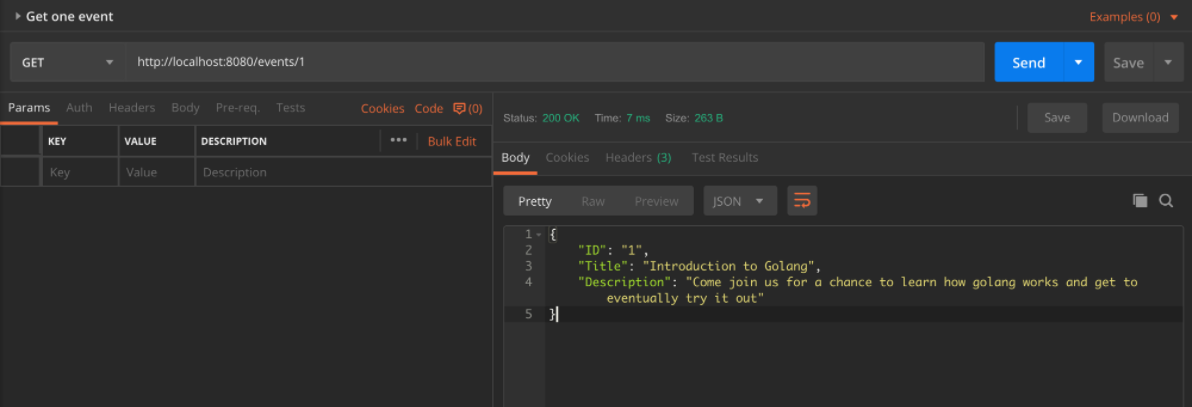 Get one event
Examples (0)
GET http://localhost:8080/events/1 Send Save
Params Auth Headers Body Pre-req. Tests Cookies Code (0)
KEY VALUE DESCRIPTION ••• Bulk Edit
Key Value Description
Status: 200 OK Time: 7 ms Size: 263 B Save Download
Body Cookies Headers (3) Test Results
Pretty Raw Preview JSON
1 {
2 "ID": "1",
3 "Title": "Introduction to Golang",
4 "Description": "Come join us for a chance to learn how golang works and get to
eventually try it out"
5 }